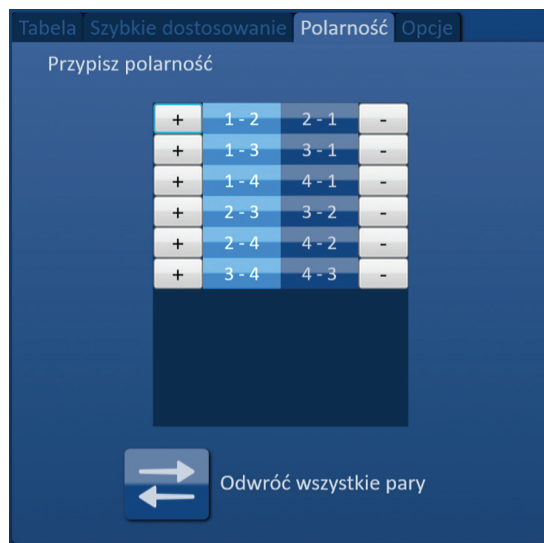 Tabela Szybkie dostosowanie Polarność Opcje
Przypisz polarność
+ 1 - 2 2 - 1 -
+ 1 - 3 3 - 1 -
+ 1 - 4 4 - 1 -
+ 2 - 3 3 - 2 -
+ 2 - 4 4 - 2 -
+ 3 - 4 4 - 3 -
Odwróć wszystkie pary